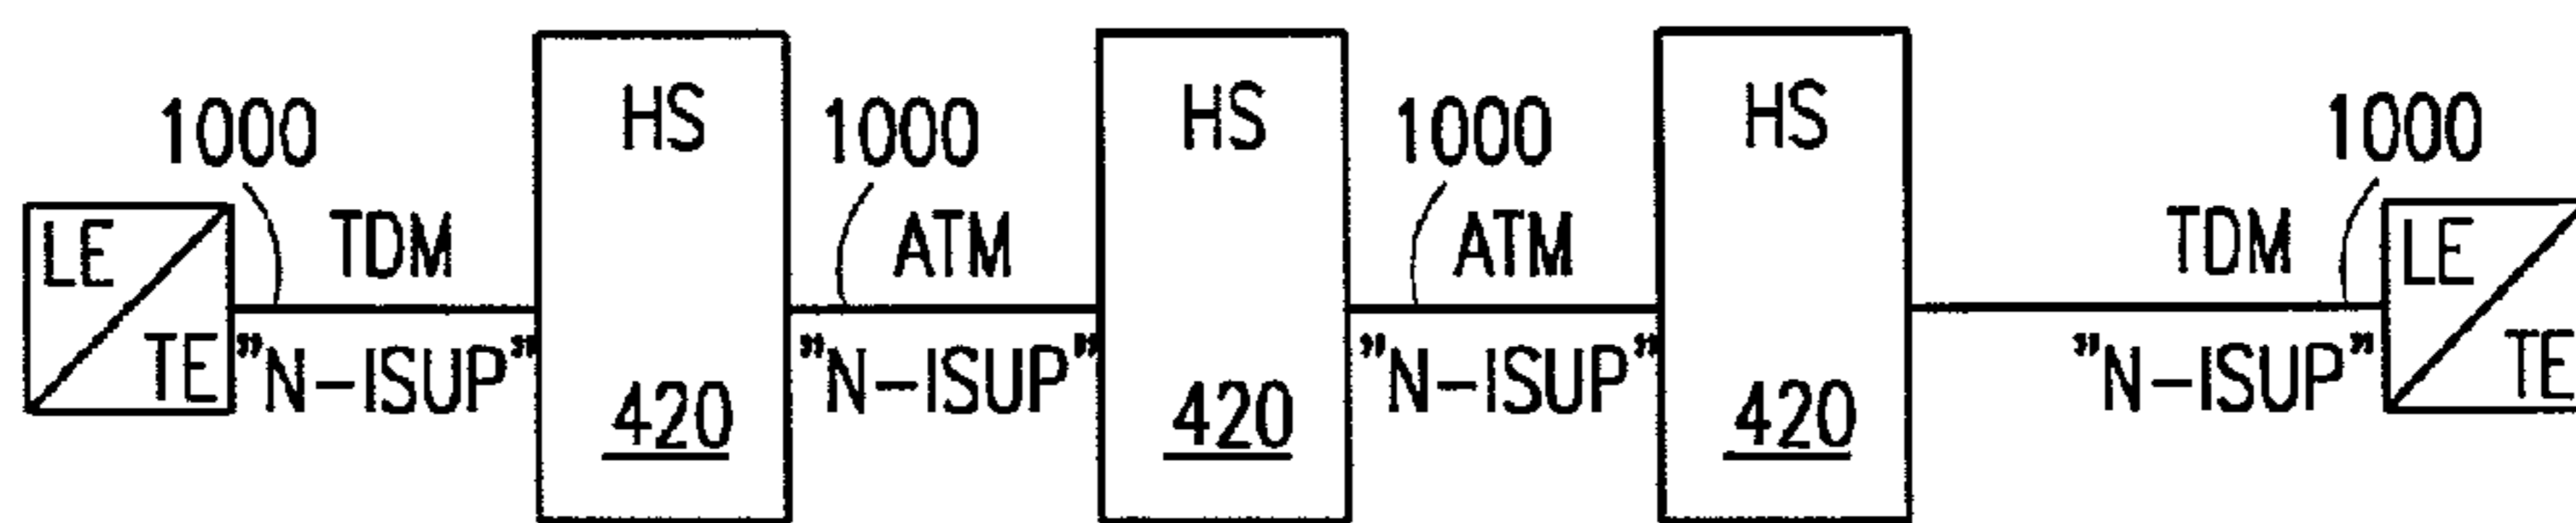 HS HS HS
1000 1000 1000 1000
LE TDM ATM ATM TDM LE
TE "N-ISUP" "N-ISUP" "N-ISUP" "N-ISUP" TE
420 420 420